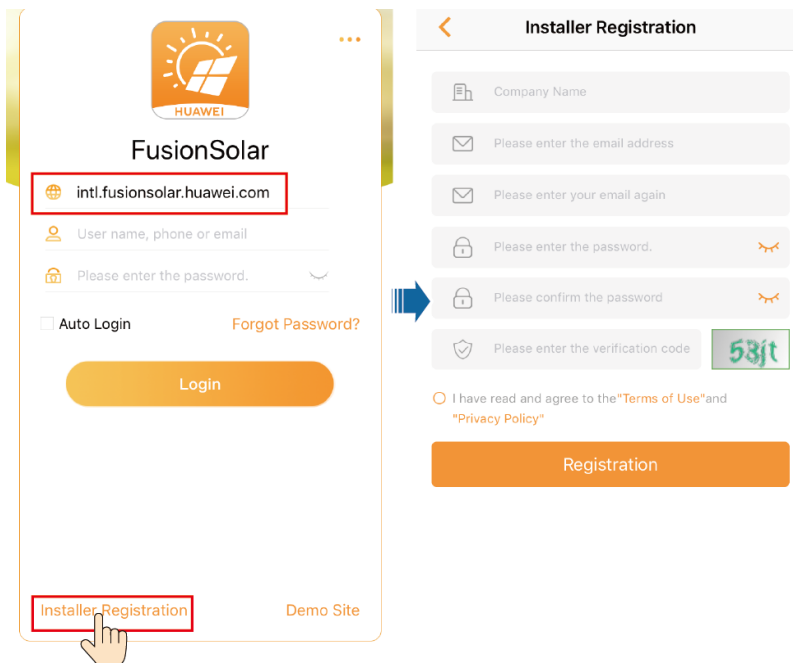 HUAWEI
FusionSolar
intl.fusionsolar.huawei.com
User name, phone or email
Please enter the password.
Auto Login
Forgot Password?
Login
Installer Registration
Demo Site
Installer Registration
Company Name
Please enter the email address
Please enter your email again
Please enter the password.
Please confirm the password
Please enter the verification code
53jt
I have read and agree to the"Terms of Use"and
"Privacy Policy"
Registration